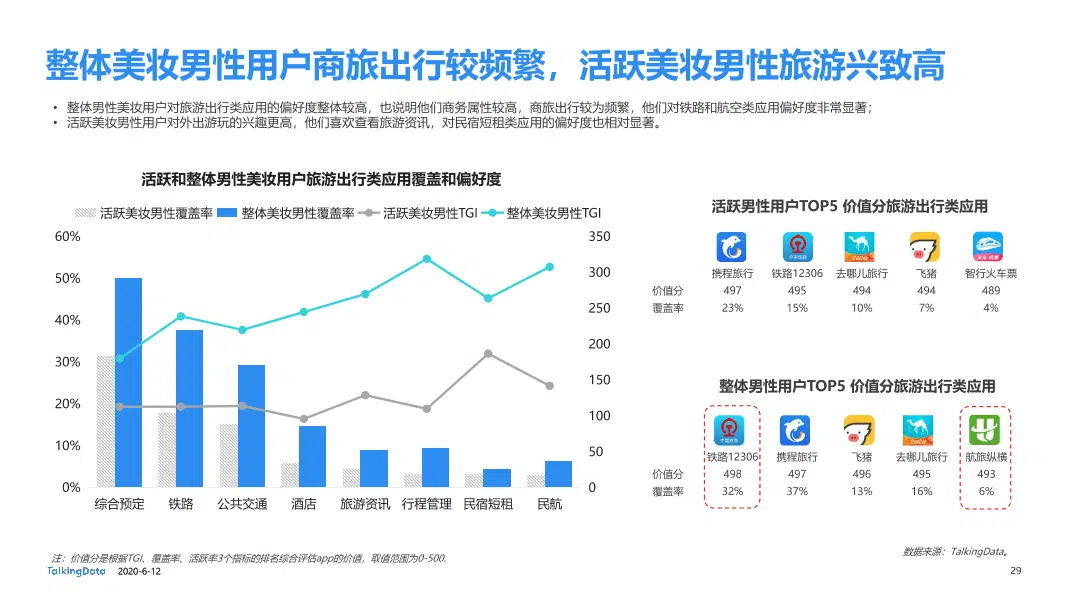 整体美妆男性用户商旅出行较频繁，活跃美妆男性旅游兴致高
• 整体男性美妆用户对旅游出行类应用的偏好度整体较高，也说明他们商务属性较高，商旅出行较为频繁，他们对铁路和航空类应用偏好度非常显著；
• 活跃美妆男性用户对外出游玩的兴趣更高，他们喜欢查看旅游资讯，对民宿短租类应用的偏好度也相对显著。
活跃和整体男性美妆用户旅游出行类应用覆盖和偏好度
活跃美妆男性覆盖率 整体美妆男性覆盖率 活跃美妆男性TGI 整体美妆男性TGI
60% 350
50% 300
40% 250
30% 200
20% 150
10% 100
0% 50
0
综合预定 铁路 公共交通 酒店 旅游资讯 行程管理 民宿短租 民航
活跃男性用户TOP5 价值分旅游出行类应用
携程旅行 铁路12306 去哪儿旅行 飞猪 智行火车票
价值分 497 495 494 494 489
覆盖率 23% 15% 10% 7% 4%
整体男性用户TOP5 价值分旅游出行类应用
铁路12306 携程旅行 飞猪 去哪儿旅行 航旅纵横
价值分 498 497 496 495 493
覆盖率 32% 37% 13% 16% 6%
注：价值分是根据TGI、覆盖率、活跃率3个指标的排名综合评估app的价值，取值范围为0-500.
数据来源：TalkingData。
TalkingData 2020-6-12
29